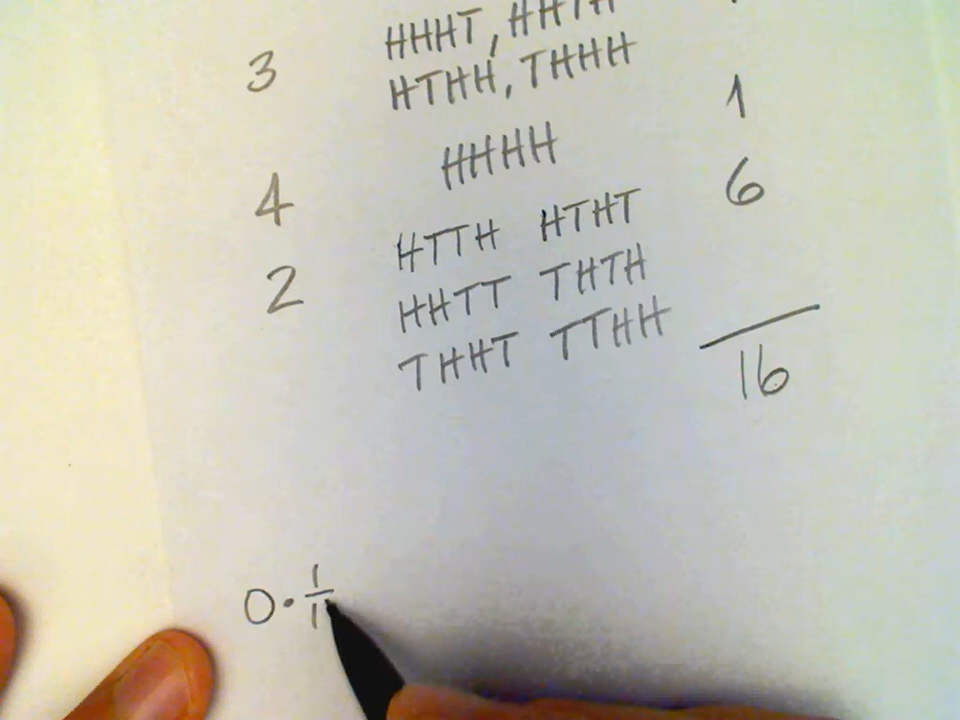 HHHT, HHTH
3 HTHH, THHH
4 HHHH 1
HTTH HTHT 6
2 HHTT THTH
THHT TTHH
16
0 · 1/1